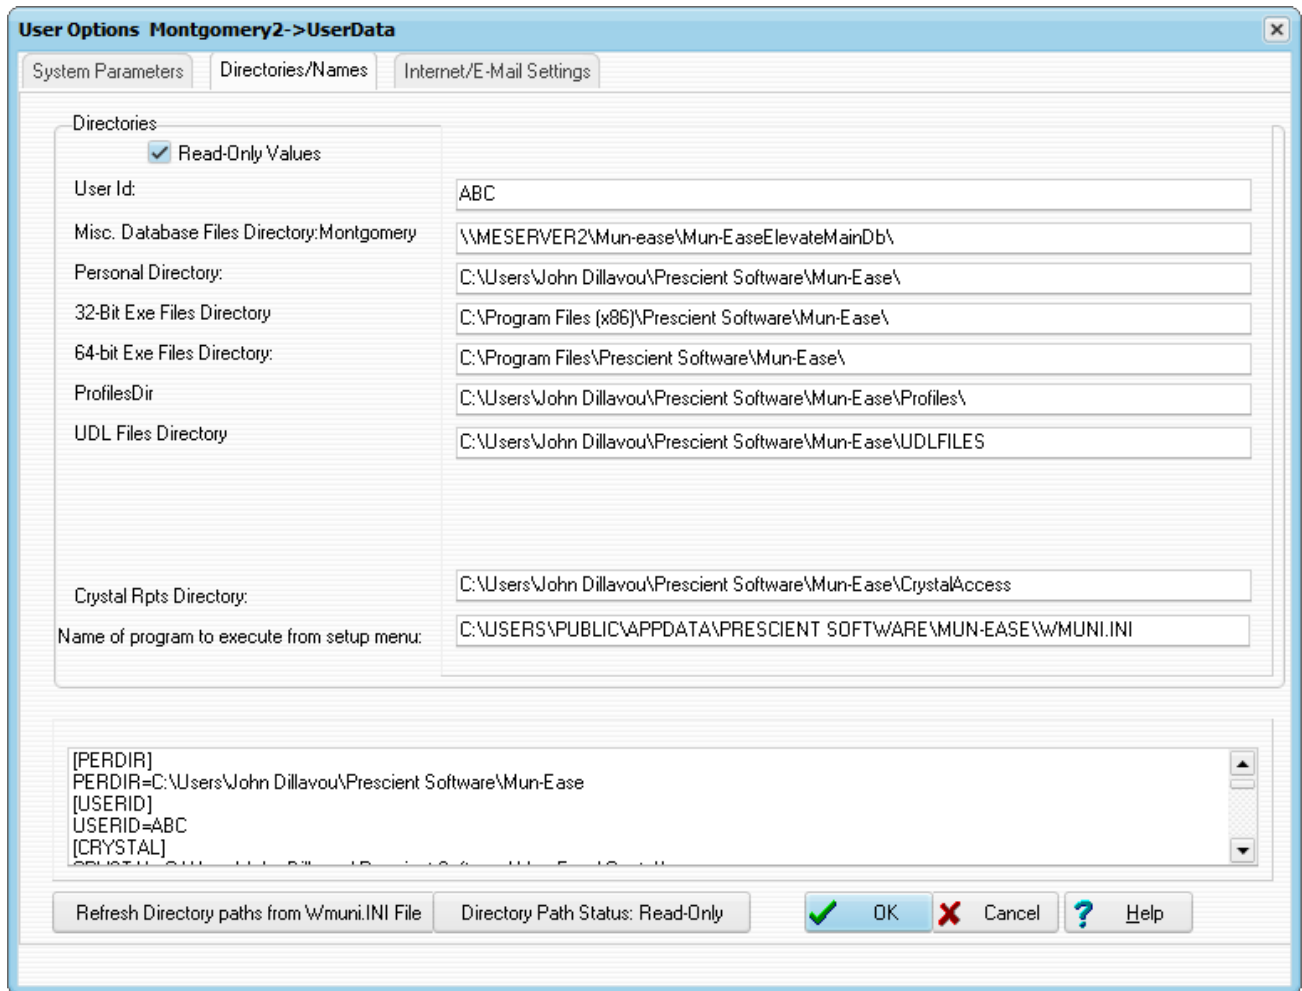 User Options  Montgomery2->UserData
System Parameters
Directories/Names
Internet/E-Mail Settings
Directories
Read-Only Values
User Id:
ABC
Misc. Database Files Directory:Montgomery
\\MESERVER2\Mun-ease\Mun-EaseElevateMainDb\
Personal Directory:
C:\Users\John Dillavou\Prescient Software\Mun-Ease\
32-Bit Exe Files Directory
C:\Program Files (x86)\Prescient Software\Mun-Ease\
64-bit Exe Files Directory:
C:\Program Files\Prescient Software\Mun-Ease\
ProfilesDir
C:\Users\John Dillavou\Prescient Software\Mun-Ease\Profiles\
UDL Files Directory
C:\Users\John Dillavou\Prescient Software\Mun-Ease\UDLFILES
Crystal Rpts Directory:
C:\Users\John Dillavou\Prescient Software\Mun-Ease\CrystalAccess
Name of program to execute from setup menu:
C:\USERS\PUBLIC\APPDATA\PRESCIENT SOFTWARE\MUN-EASE\WMUNI.INI
[PERDIR]
PERDIR=C:\Users\John Dillavou\Prescient Software\Mun-Ease
[USERID]
USERID=ABC
[CRYSTAL]
Refresh Directory paths from Wmuni.INI File
Directory Path Status: Read-Only
OK
Cancel
Help